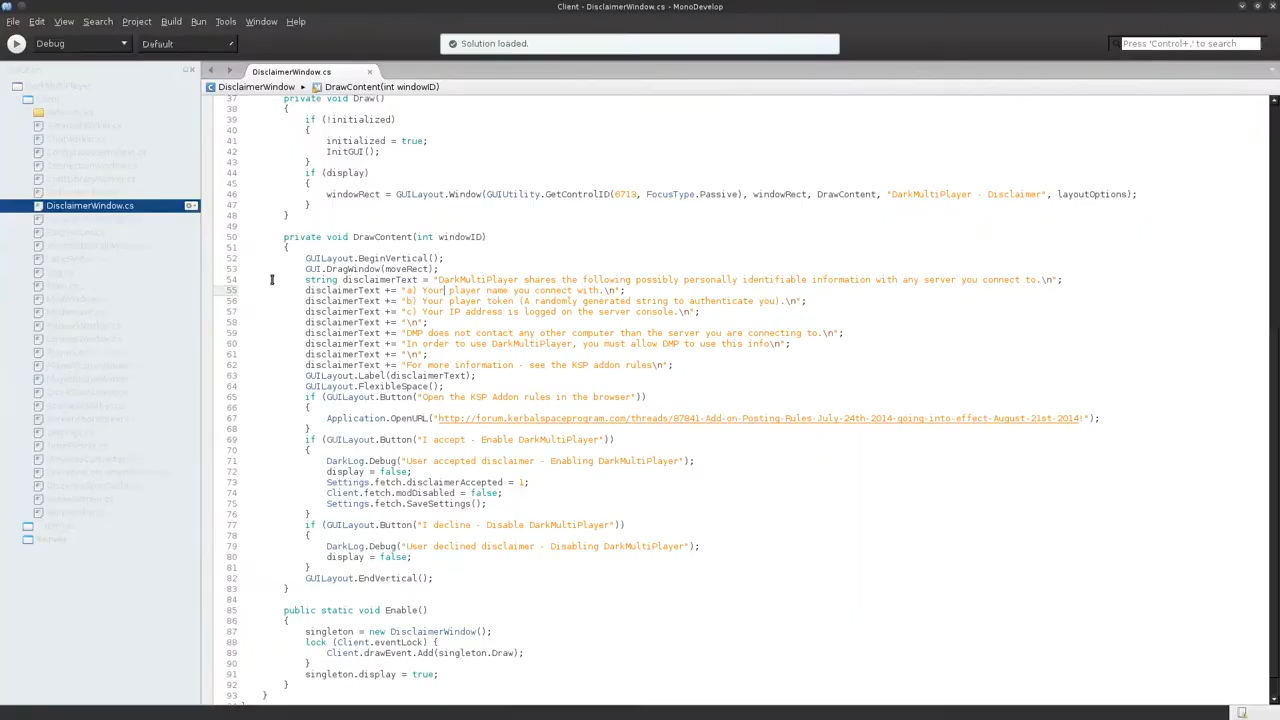 Client - DisclaimerWindow.cs - MonoDevelop
File Edit View Search Project Build Run Tools Window Help
Debug Default Solution loaded. Press 'Control+,' to search
DisclaimerWindow.cs
DisclaimerWindow ▸ DrawContent(int windowID)
DisclaimerWindow.cs
37 private void Draw()
38 {
39 if (!initialized)
40 {
41 initialized = true;
42 InitGUI();
43 }
44 if (display)
45 {
46 windowRect = GUILayout.Window(GUIUtility.GetControlID(6713, FocusType.Passive), windowRect, DrawContent, "DarkMultiPlayer - Disclaimer", layoutOptions);
47 }
48 }
49
50 private void DrawContent(int windowID)
51 {
52 GUILayout.BeginVertical();
53 GUI.DragWindow(moveRect);
54 string disclaimerText = "DarkMultiPlayer shares the following possibly personally identifiable information with any server you connect to.\n";
55 disclaimerText += "a) Your player name you connect with.\n";
56 disclaimerText += "b) Your player token (A randomly generated string to authenticate you).\n";
57 disclaimerText += "c) Your IP address is logged on the server console.\n";
58 disclaimerText += "\n";
59 disclaimerText += "DMP does not contact any other computer than the server you are connecting to.\n";
60 disclaimerText += "In order to use DarkMultiPlayer, you must allow DMP to use this info\n";
61 disclaimerText += "\n";
62 disclaimerText += "For more information - see the KSP addon rules\n";
63 GUILayout.Label(disclaimerText);
64 GUILayout.FlexibleSpace();
65 if (GUILayout.Button("Open the KSP Addon rules in the browser"))
66 {
67 Application.OpenURL("http://forum.kerbalspaceprogram.com/threads/87841-Add-on-Posting-Rules-July-24th-2014-going-into-effect-August-21st-2014!");
68 }
69 if (GUILayout.Button("I accept - Enable DarkMultiPlayer"))
70 {
71 DarkLog.Debug("User accepted disclaimer - Enabling DarkMultiPlayer");
72 display = false;
73 Settings.fetch.disclaimerAccepted = 1;
74 Client.fetch.modDisabled = false;
75 Settings.fetch.SaveSettings();
76 }
77 if (GUILayout.Button("I decline - Disable DarkMultiPlayer"))
78 {
79 DarkLog.Debug("User declined disclaimer - Disabling DarkMultiPlayer");
80 display = false;
81 }
82 GUILayout.EndVertical();
83 }
84
85 public static void Enable()
86 {
87 singleton = new DisclaimerWindow();
88 lock (Client.eventLock) {
89 Client.drawEvent.Add(singleton.Draw);
90 }
91 singleton.display = true;
92 }
93 }